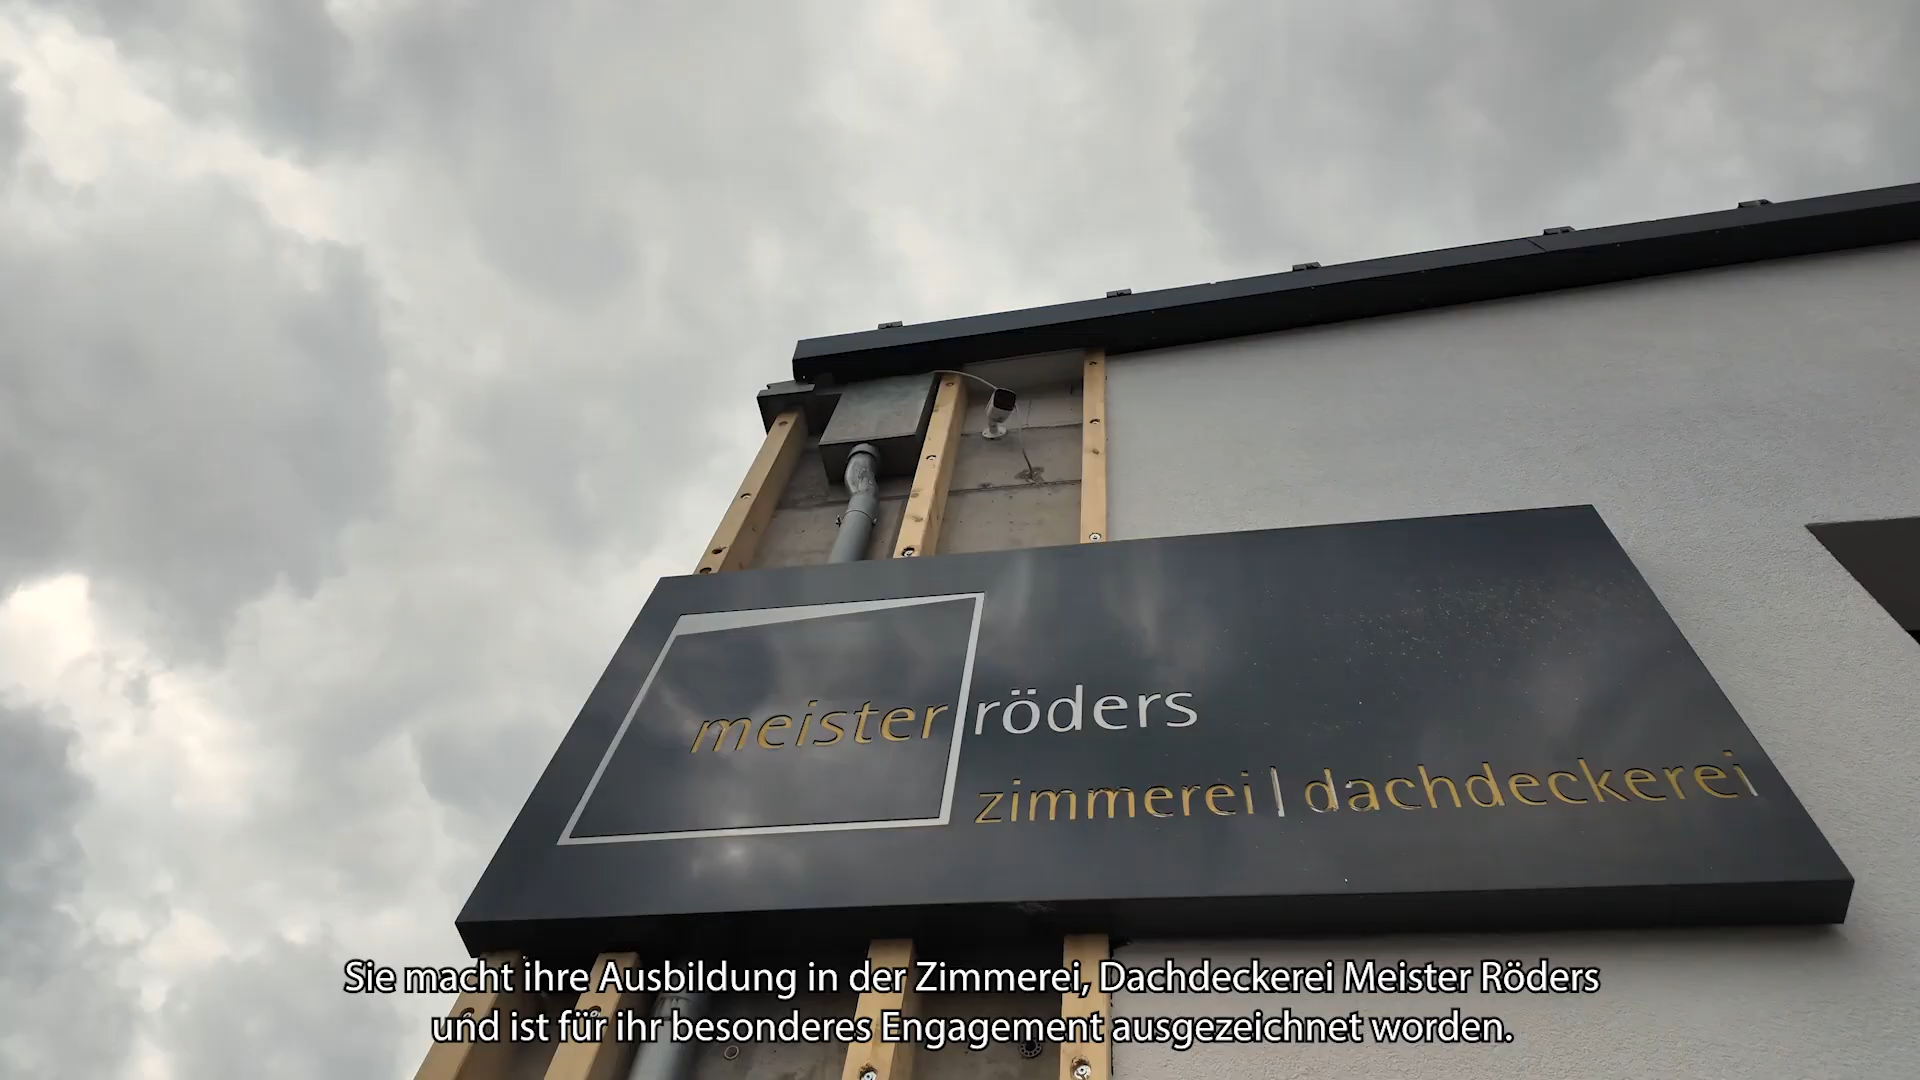 meister röders
zimmerei | dachdeckerei
Sie macht ihre Ausbildung in der Zimmerei, Dachdeckerei Meister Röders
und ist für ihr besonderes Engagement ausgezeichnet worden.